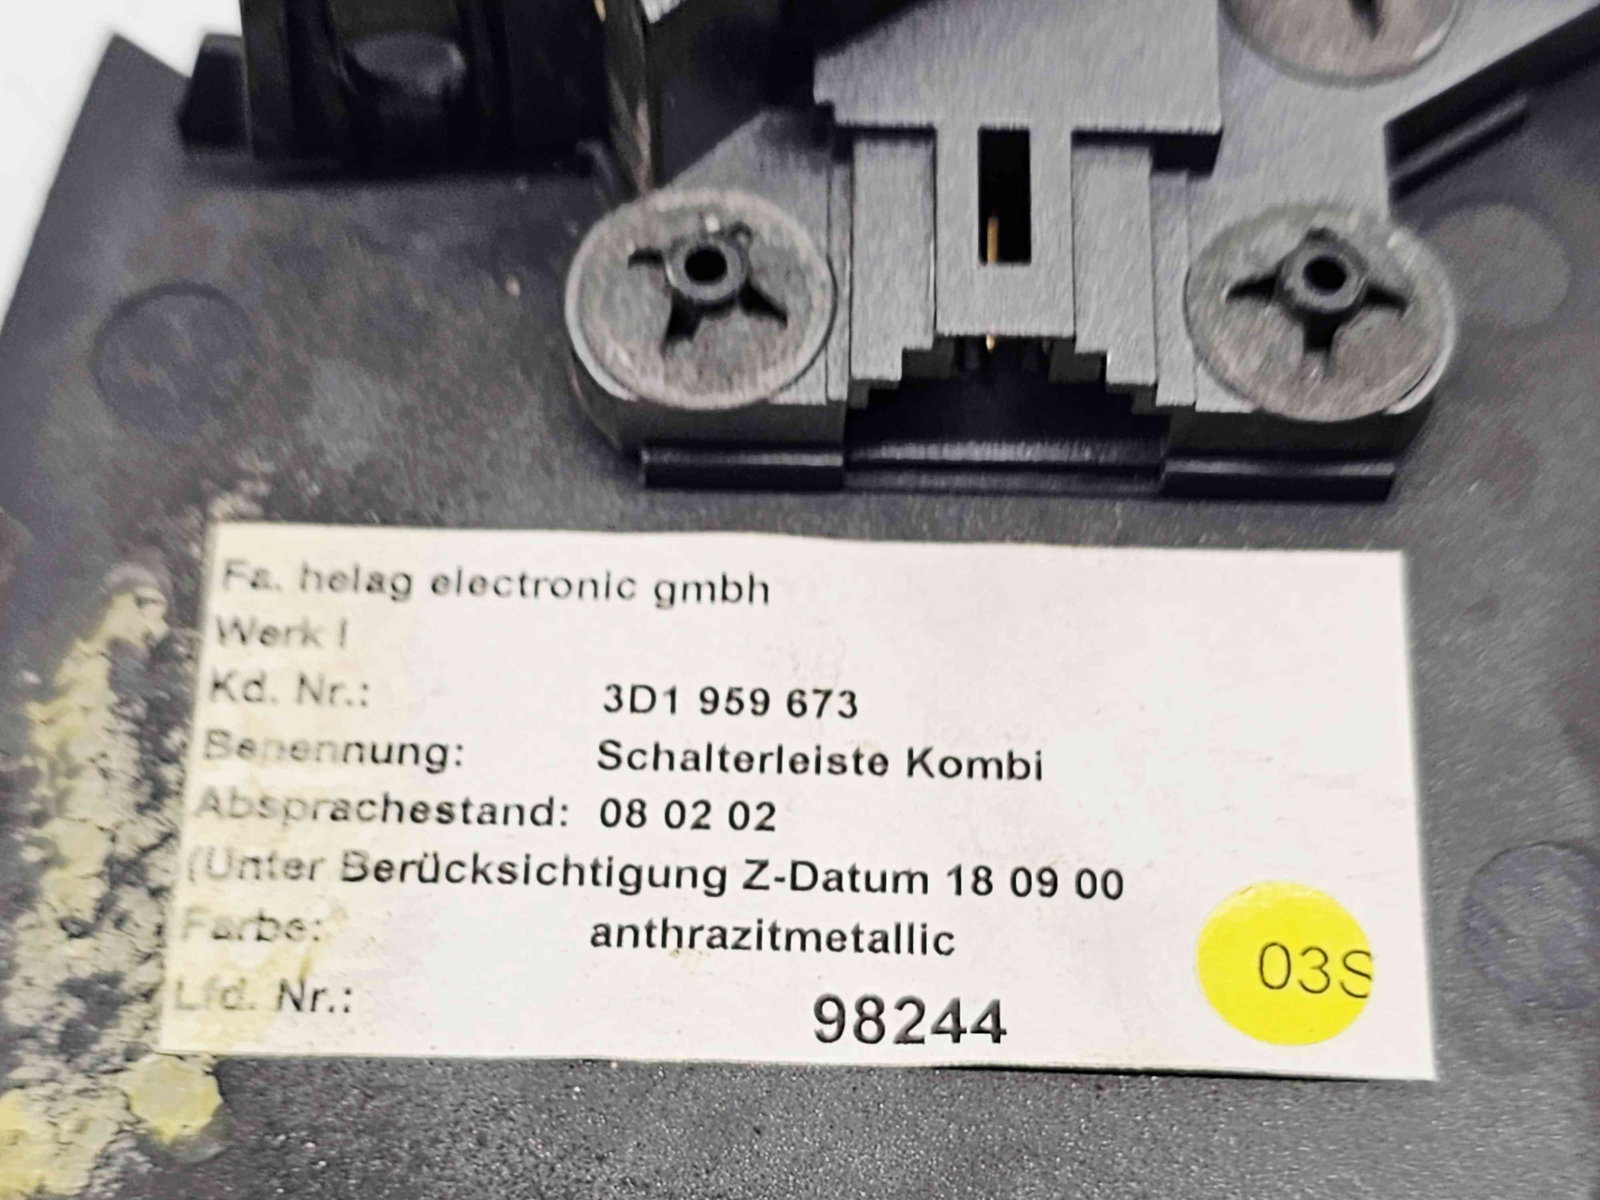 Fa. helag electronic gmbh
Werk I
Kd. Nr.: 3D1 959 673
Benennung: Schalterleiste Kombi
Absprachestand: 08 02 02
(Unter Berücksichtigung Z-Datum 18 09 00
Farbe: anthrazitmetallic
03S
Lfd. Nr.: 98244